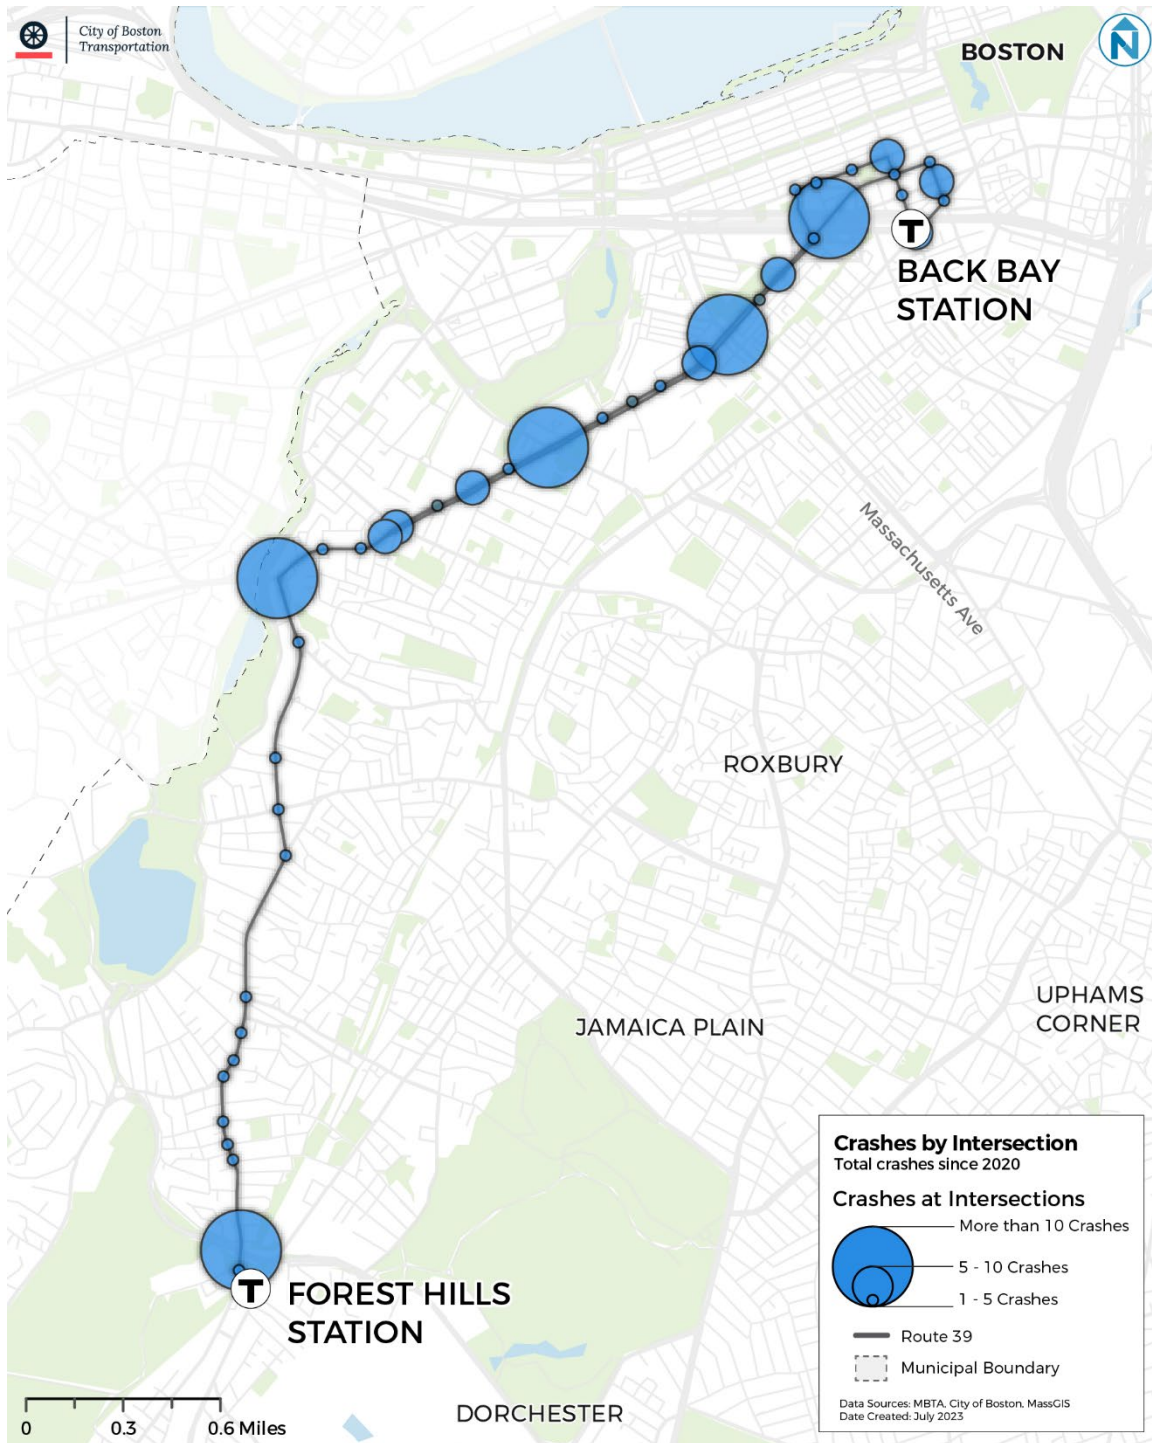 City of Boston
Transportation
BOSTON
N
T
BACK BAY
STATION
Massachusetts Ave
ROXBURY
UPHAMS
CORNER
JAMAICA PLAIN
T
FOREST HILLS
STATION
DORCHESTER
0 0.3 0.6 Miles
Crashes by Intersection
Total crashes since 2020
Crashes at Intersections
More than 10 Crashes
5 - 10 Crashes
1 - 5 Crashes
Route 39
Municipal Boundary
Data Sources: MBTA, City of Boston, MassGIS
Date Created: July 2023